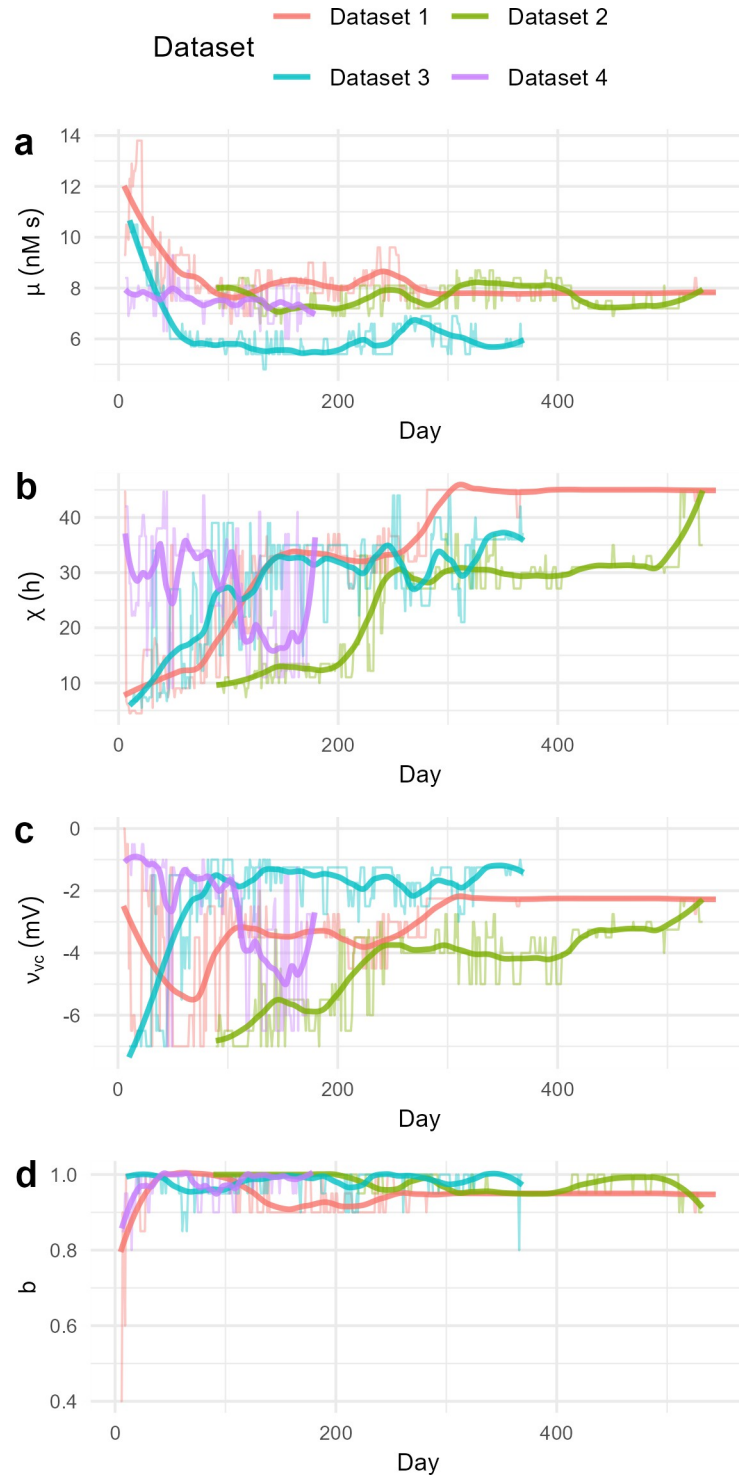 Dataset
Dataset 1
Dataset 2
Dataset 3
Dataset 4
a
μ (nM s)
14
12
10
8
6
0
200
400
Day
b
χ (h)
40
30
20
10
0
200
400
Day
c
νvc (mV)
0
-2
-4
-6
0
200
400
Day
d
b
1.0
0.8
0.6
0.4
0
200
400
Day